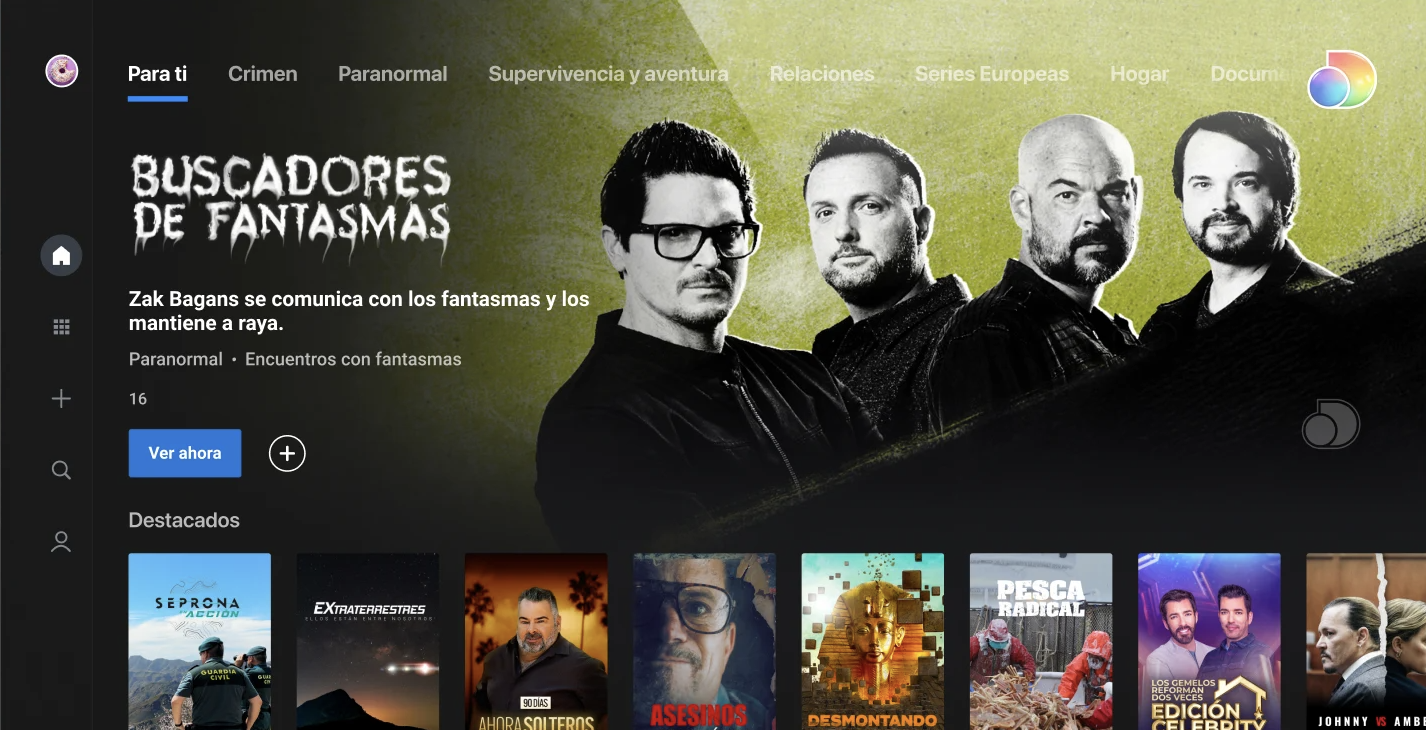 Para ti
Crimen
Paranormal
Supervivencia y aventura
Relaciones
Series Europeas
Hogar
BUSCADORES
DE FANTASMAS
Zak Bagans se comunica con los fantasmas y los
mantiene a raya.
Paranormal • Encuentros con fantasmas
16
Ver ahora
Destacados
SEPRONA
EN ACCIÓN
GUARDIA
CIVIL
EXTRATERRESTRES
ELLOS ESTÁN ENTRE NOSOTROS
90 DÍAS
AHORA SOLTEROS
ASESINOS
DESMONTANDO
PESCA
RADICAL
LOS GEMELOS
REFORMAN
DOS VECES
EDICIÓN
CELEBRITY
JOHNNY VS